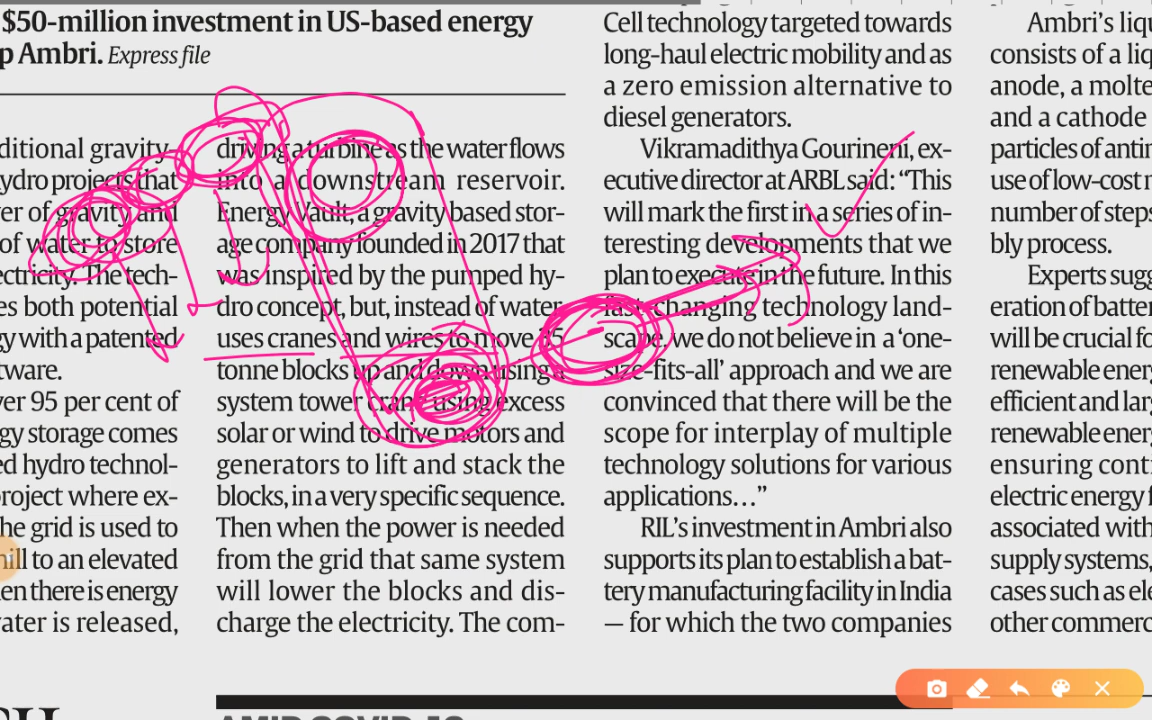 $50-million investment in US-based energy
p Ambri. Express file
ditional gravity-
ydro projects that
er of gravity and
of water to store
ectricity. The tech-
es both potential
gy with a patented
tware.
ver 95 per cent of
gy storage comes
ed hydro technol-
project where ex-
he grid is used to
hill to an elevated
en there is energy
vater is released,
driving a turbine as the water flows
into a downstream reservoir.
Energy Vault, a gravity based stor-
age company founded in 2017 that
was inspired by the pumped hy-
dro concept, but, instead of water,
uses cranes and wires to move 35
tonne blocks up and down using a
system tower crane using excess
solar or wind to drive motors and
generators to lift and stack the
blocks, in a very specific sequence.
Then when the power is needed
from the grid that same system
will lower the blocks and dis-
charge the electricity. The com-
Cell technology targeted towards
long-haul electric mobility and as
a zero emission alternative to
diesel generators.
Vikramadithya Gourineni, ex-
ecutive director at ARBL said: “This
will mark the first in a series of in-
teresting developments that we
plan to execute in the future. In this
fast-changing technology land-
scape, we do not believe in a ‘one-
size-fits-all’ approach and we are
convinced that there will be the
scope for interplay of multiple
technology solutions for various
applications…”
RIL’s investment in Ambri also
supports its plan to establish a bat-
tery manufacturing facility in India
— for which the two companies
Ambri’s liqu
consists of a liq
anode, a molte
and a cathode
particles of antin
use of low-cost
number of steps
bly process.
Experts sugg
eration of batter
will be crucial fo
renewable energ
efficient and larg
renewable energ
ensuring conti
electric energy f
associated with
supply systems,
cases such as ele
other commerc